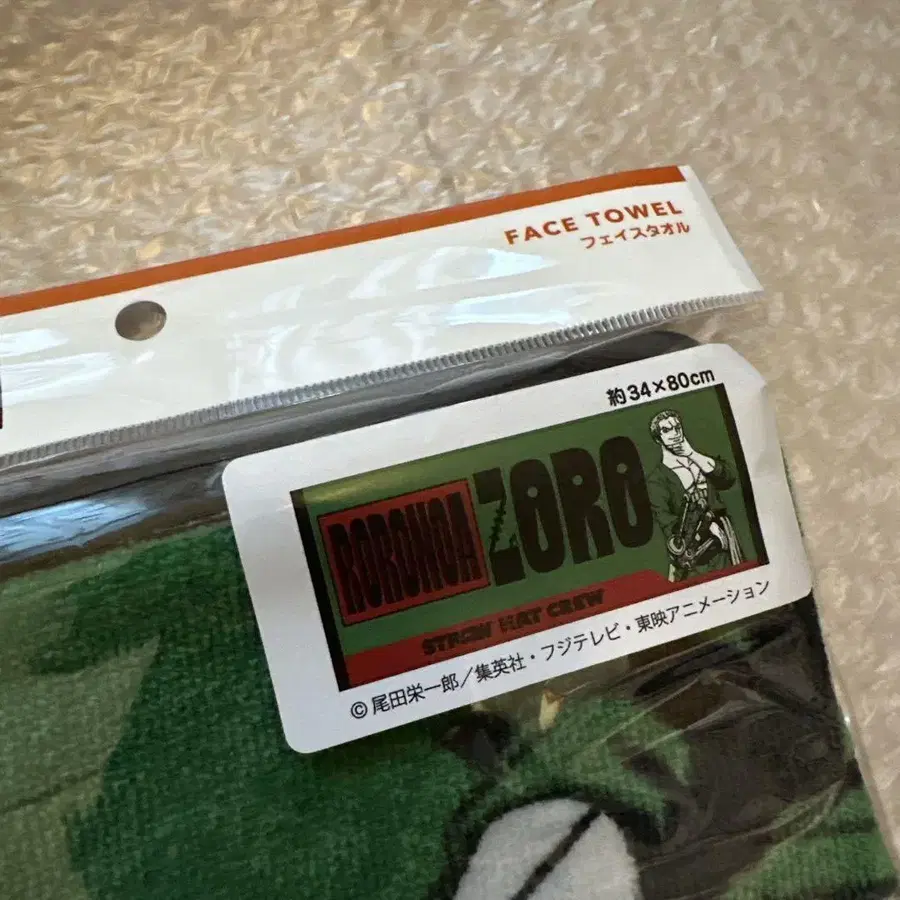 FACE TOWEL
フェイスタオル
約34×80cm
RORONOA ZORO
STRAW HAT CREW
©尾田栄一郎／集英社・フジテレビ・東映アニメーション